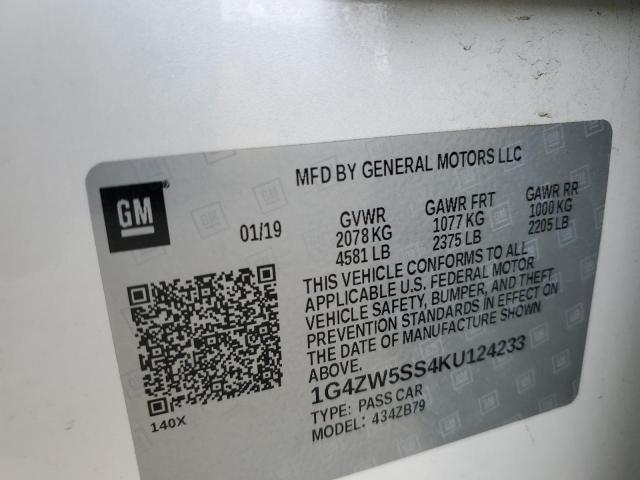 MFD BY GENERAL MOTORS LLC
GM
01/19
GVWR
2078 KG
4581 LB
GAWR FRT
1077 KG
2375 LB
GAWR RR
1000 KG
2205 LB
THIS VEHICLE CONFORMS TO ALL
APPLICABLE U.S. FEDERAL MOTOR
VEHICLE SAFETY, BUMPER, AND THEFT
PREVENTION STANDARDS IN EFFECT ON
THE DATE OF MANUFACTURE SHOWN
ABOVE.
1G4ZW5SS4KU124233
TYPE: PASS CAR
MODEL: 434ZB79
140X